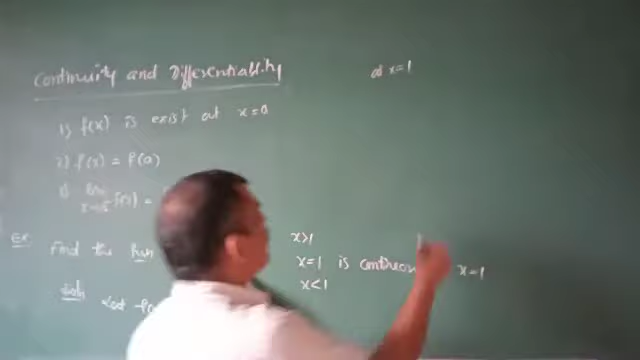 Continuity and Differentiability
at x=1
1) f(x) is exist at x=a
2) f(x) = f(a)
3) lim f(x) =
Ex: Find the
x>1
x=1 is continuous x=1
x<1
Soln Let f(